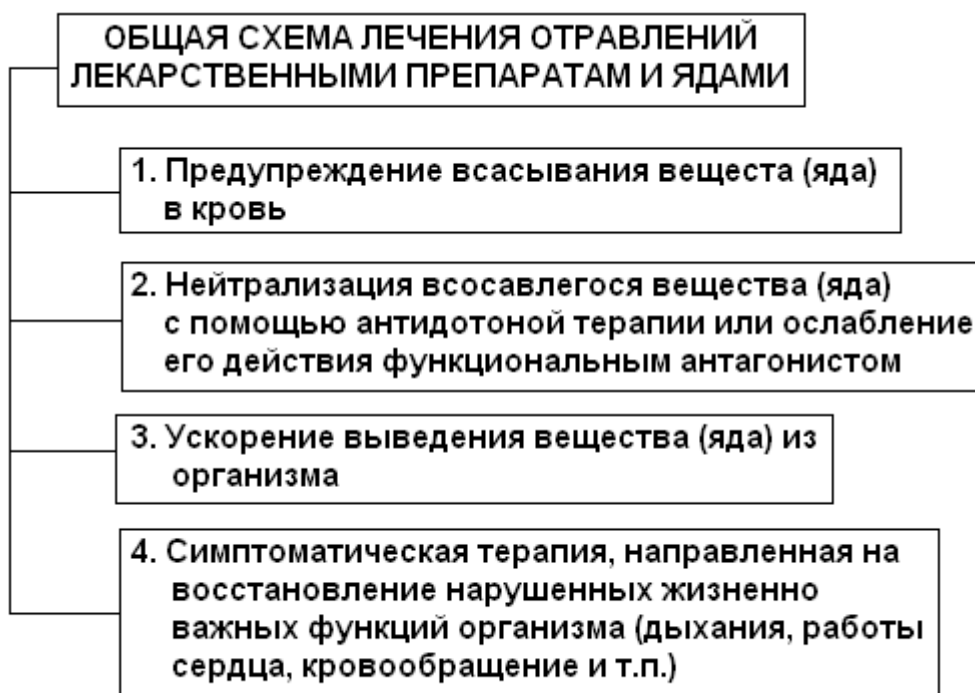 ОБЩАЯ СХЕМА ЛЕЧЕНИЯ ОТРАВЛЕНИЙ
ЛЕКАРСТВЕННЫМИ ПРЕПАРАТАМ И ЯДАМИ
1. Предупреждение всасывания вещеста (яда)
в кровь
2. Нейтрализация всосавлегося вещества (яда)
с помощью антидотоной терапии или ослабление
его действия функциональным антагонистом
3. Ускорение выведения вещества (яда) из
организма
4. Симптоматическая терапия, направленная на
восстановление нарушенных жизненно
важных функций организма (дыхания, работы
сердца, кровообращение и т.п.)